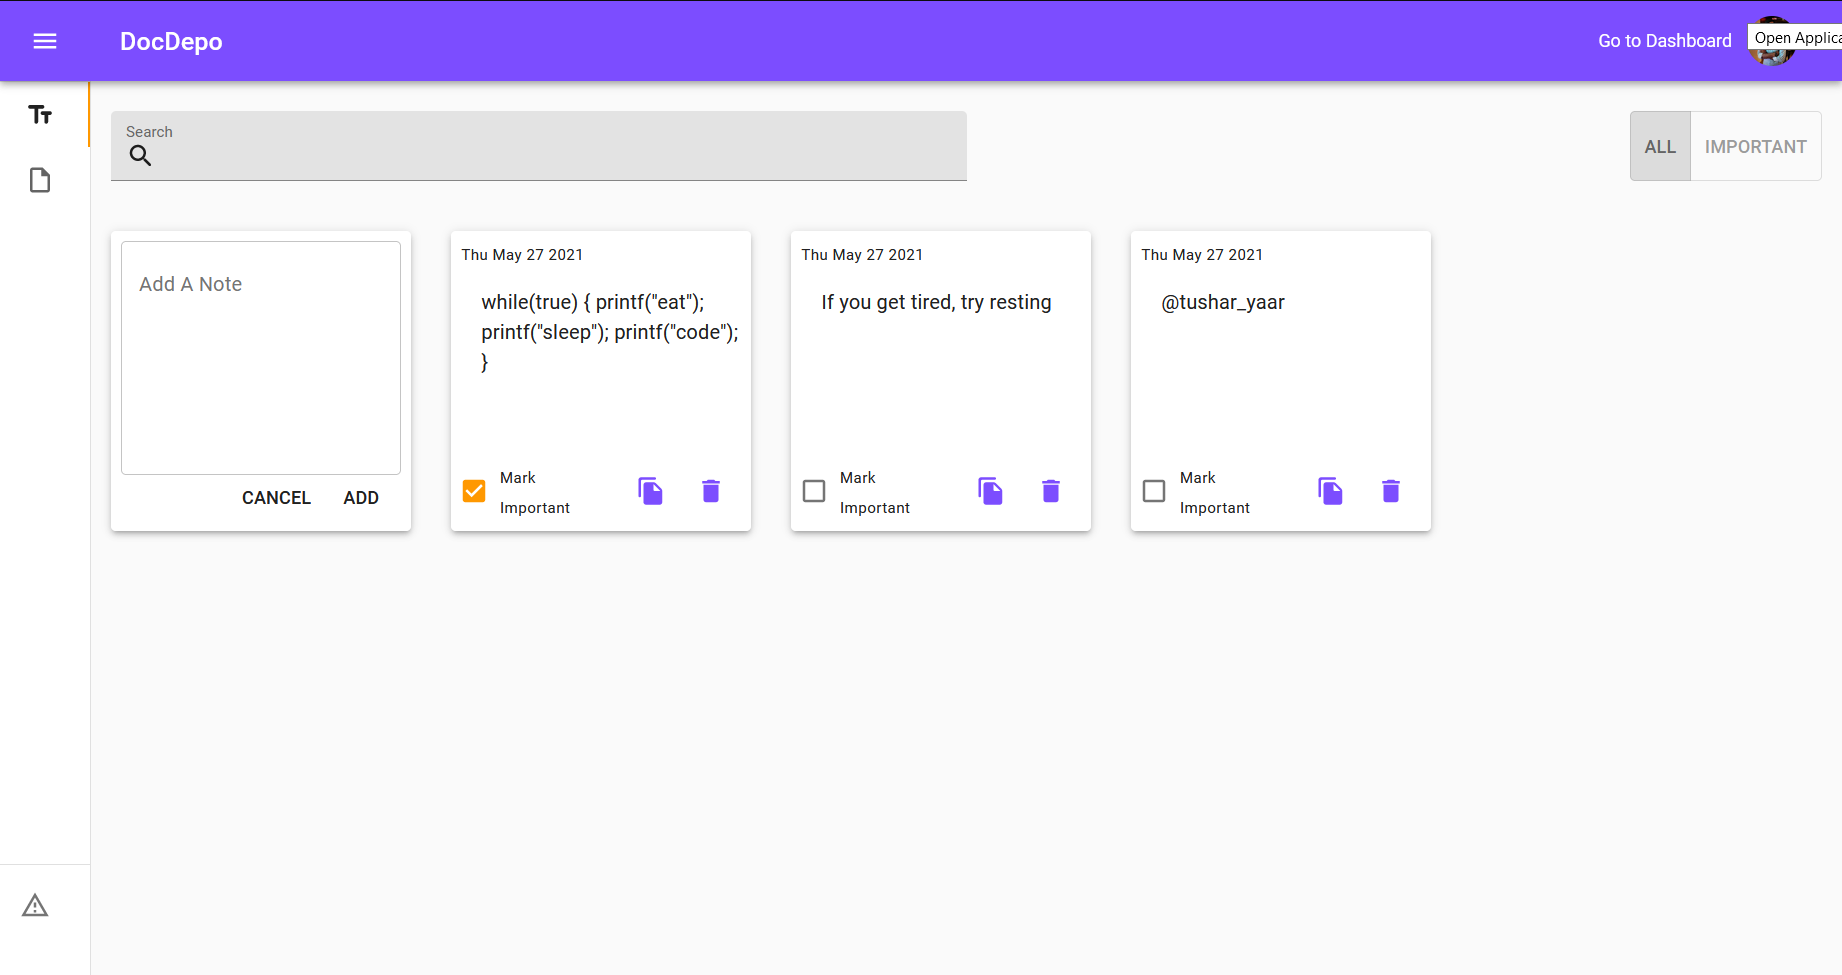 DocDepo
Go to Dashboard
Open Applica
Search
ALL
IMPORTANT
Add A Note
CANCEL
ADD
Thu May 27 2021
while(true) { printf("eat");
printf("sleep"); printf("code");
}
Mark
Important
Thu May 27 2021
If you get tired, try resting
Mark
Important
Thu May 27 2021
@tushar_yaar
Mark
Important